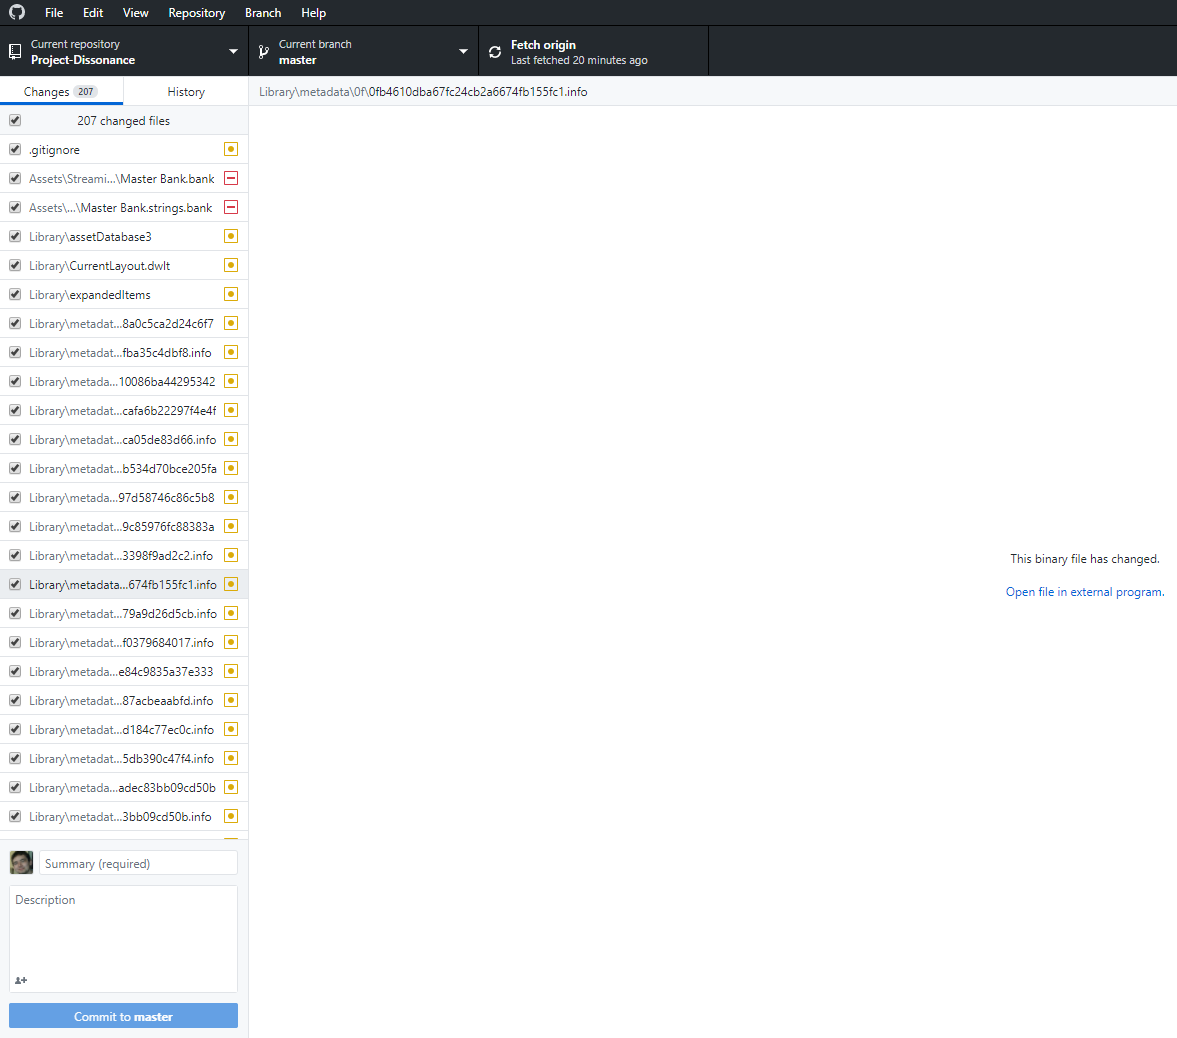 File Edit View Repository Branch Help
Current repository
Project-Dissonance
Current branch
master
Fetch origin
Last fetched 20 minutes ago
Changes 207
History
Library\metadata\0f\0fb4610dba67fc24cb2a6674fb155fc1.info
207 changed files
.gitignore
Assets\Streami...\Master Bank.bank
Assets\...\Master Bank.strings.bank
Library\assetDatabase3
Library\CurrentLayout.dwlt
Library\expandedItems
Library\metadat...8a0c5ca2d24c6f7
Library\metadat...fba35c4dbf8.info
Library\metada...10086ba44295342
Library\metadat...cafa6b22297f4e4f
Library\metadat...ca05de83d66.info
Library\metadat...b534d70bce205fa
Library\metada...97d58746c86c5b8
Library\metadat...9c85976fc88383a
Library\metadat...3398f9ad2c2.info
Library\metadata...674fb155fc1.info
Library\metadat...79a9d26d5cb.info
Library\metadat...f0379684017.info
Library\metada...e84c9835a37e333
Library\metadat...87acbeaabfd.info
Library\metadat...d184c77ec0c.info
Library\metadat...5db390c47f4.info
Library\metada...adec83bb09cd50b
Library\metadat...3bb09cd50b.info
This binary file has changed.
Open file in external program.
Summary (required)
Description
Commit to master